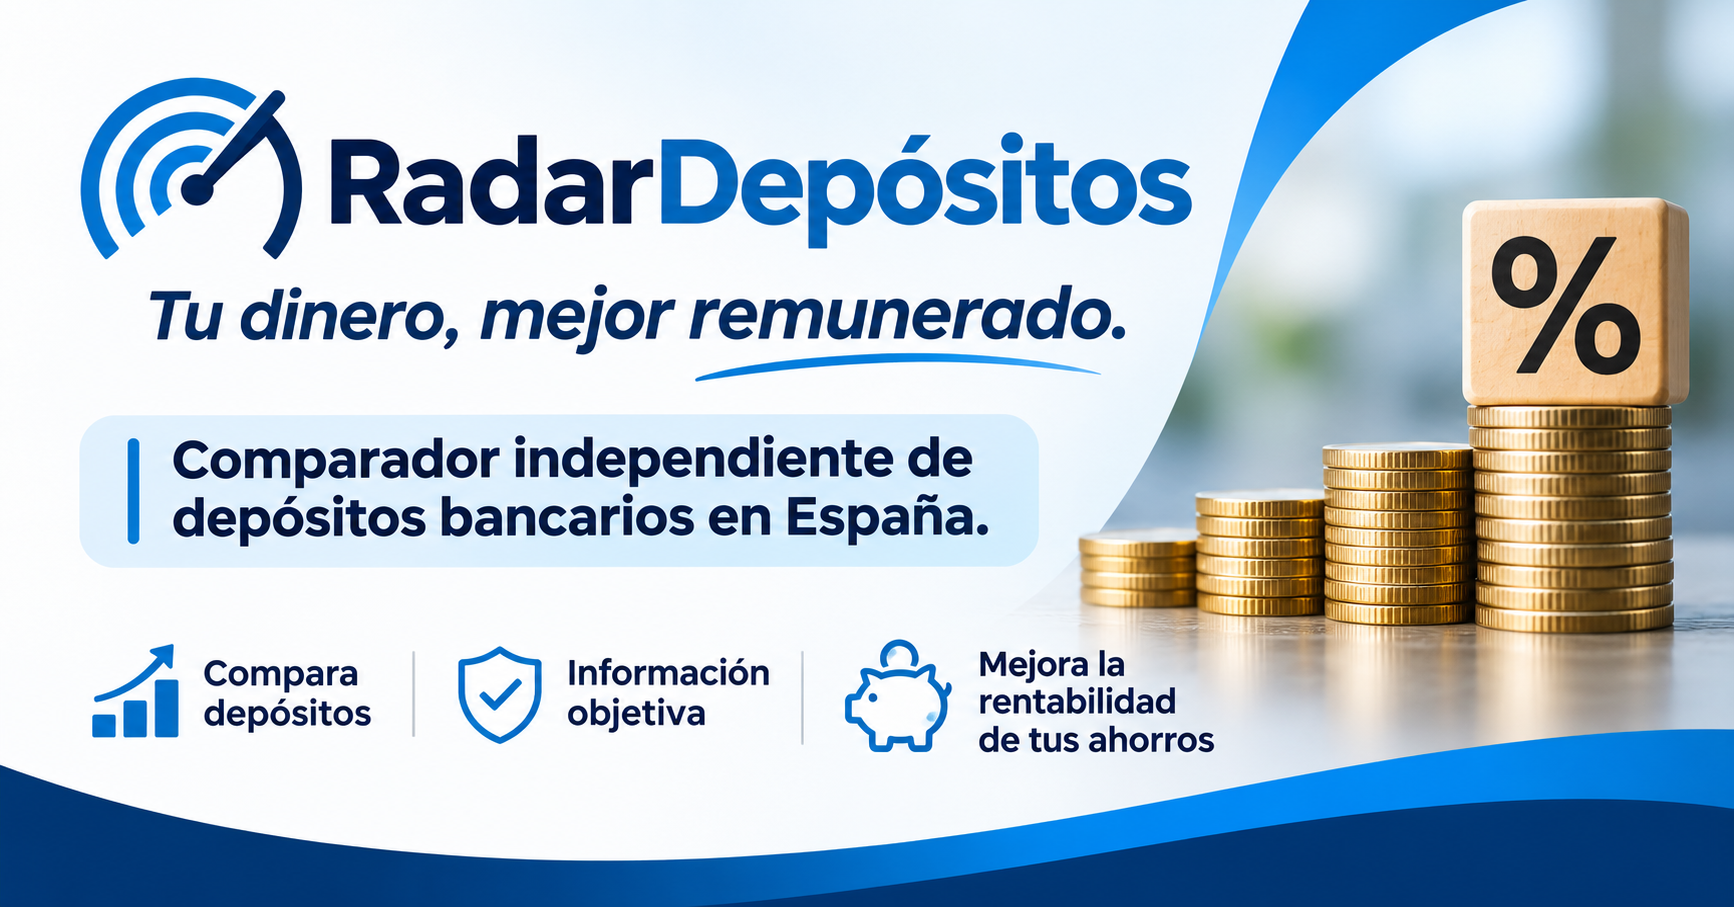 RadarDepósitos
Tu dinero, mejor remunerado.
Comparador independiente de
depósitos bancarios en España.
Compara
depósitos
Información
objetiva
Mejora la
rentabilidad
de tus ahorros
%